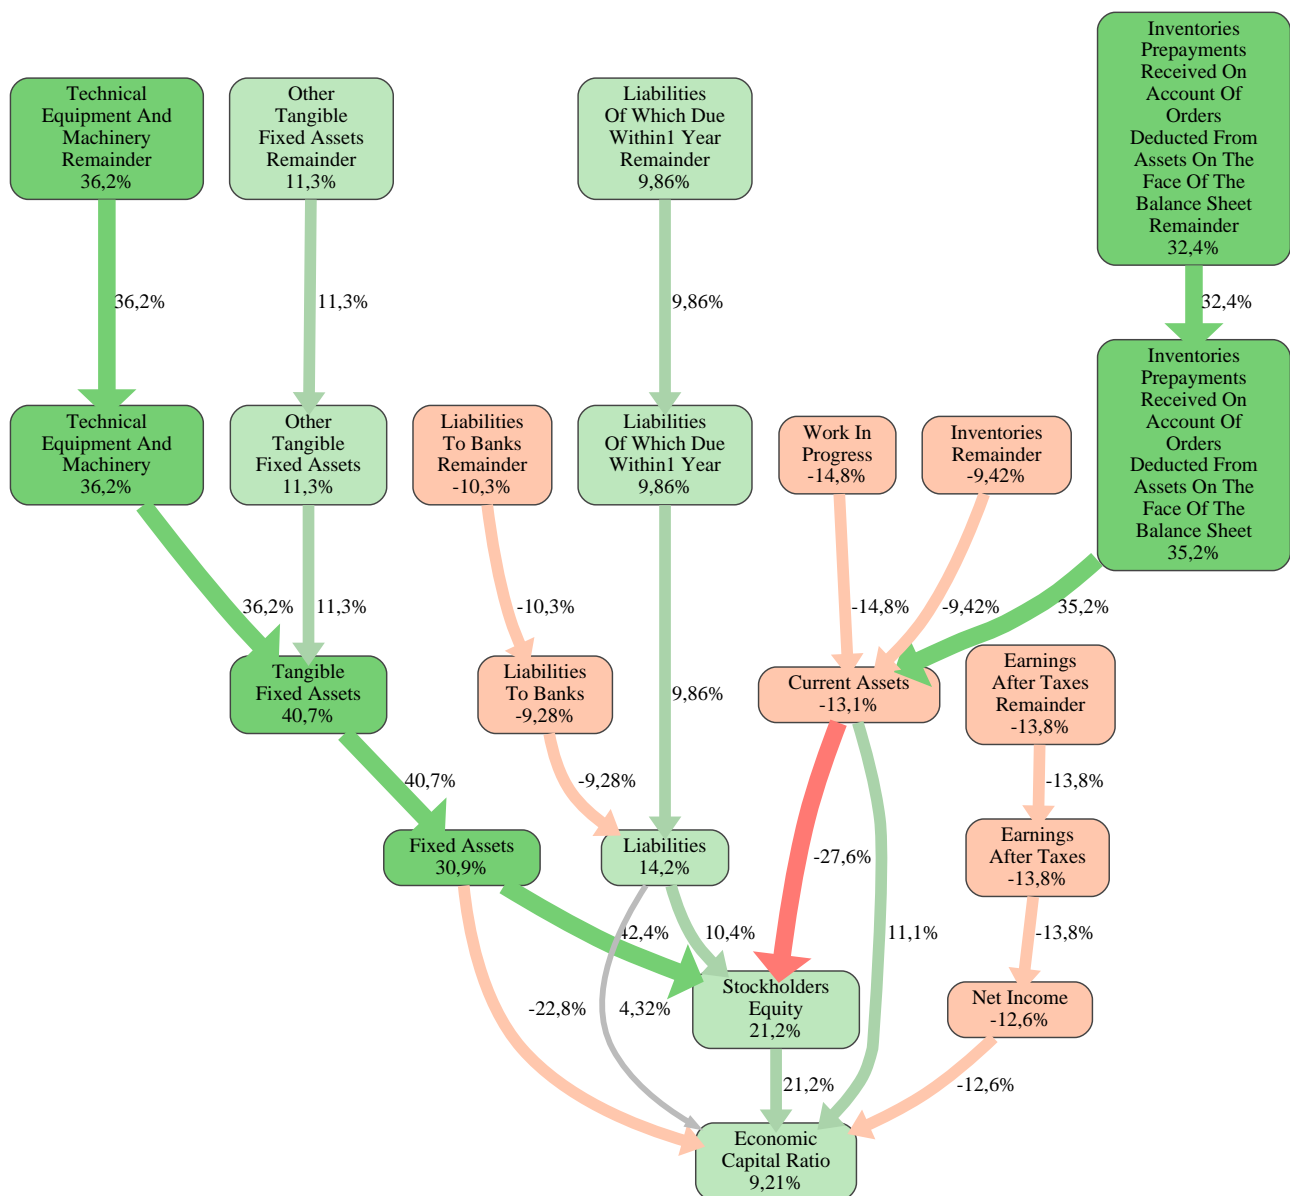 Inventories
Prepayments
Received On
Account Of
Orders
Deducted From
Assets On The
Face Of The
Balance Sheet
Remainder
32,4%
Technical
Equipment And
Machinery
Remainder
36,2%
Other
Tangible
Fixed Assets
Remainder
11,3%
Liabilities
Of Which Due
Within1 Year
Remainder
9,86%
36,2%
11,3%
9,86%
32,4%
Technical
Equipment And
Machinery
36,2%
Other
Tangible
Fixed Assets
11,3%
Liabilities
To Banks
Remainder
-10,3%
Liabilities
Of Which Due
Within1 Year
9,86%
Work In
Progress
-14,8%
Inventories
Remainder
-9,42%
Inventories
Prepayments
Received On
Account Of
Orders
Deducted From
Assets On The
Face Of The
Balance Sheet
35,2%
36,2%
11,3%
-10,3%
-14,8%
-9,42%
35,2%
Tangible
Fixed Assets
40,7%
Liabilities
To Banks
-9,28%
9,86%
Current Assets
-13,1%
Earnings
After Taxes
Remainder
-13,8%
40,7%
-9,28%
-13,8%
Fixed Assets
30,9%
Liabilities
14,2%
-27,6%
Earnings
After Taxes
-13,8%
42,4%
10,4%
11,1%
-13,8%
-22,8%
4,32%
Stockholders
Equity
21,2%
Net Income
-12,6%
21,2%
-12,6%
Economic
Capital Ratio
9,21%